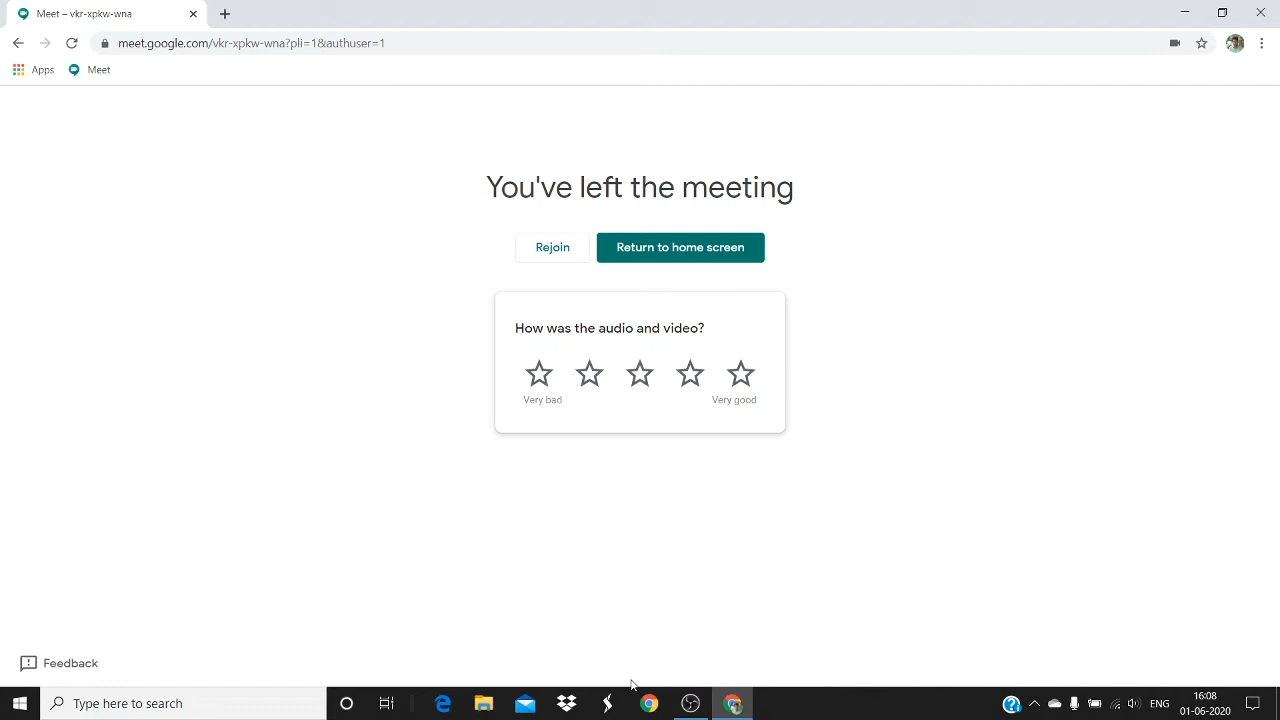 Meet – vkr-xpkw-wna
meet.google.com/vkr-xpkw-wna?pli=1&authuser=1
Apps Meet
You've left the meeting
Rejoin Return to home screen
How was the audio and video?
Very bad Very good
Feedback
Type here to search
ENG
16:08
01-06-2020